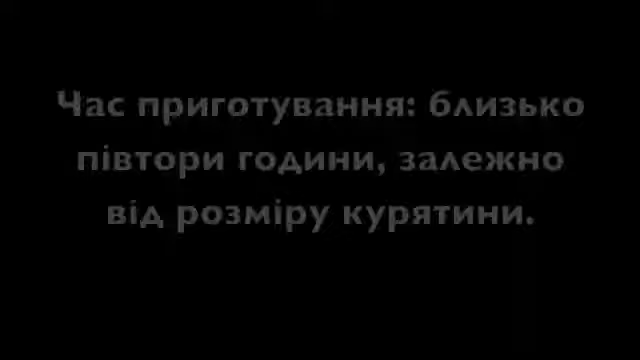 Час приготування: близько
півтори години, залежно
від розміру курятини.